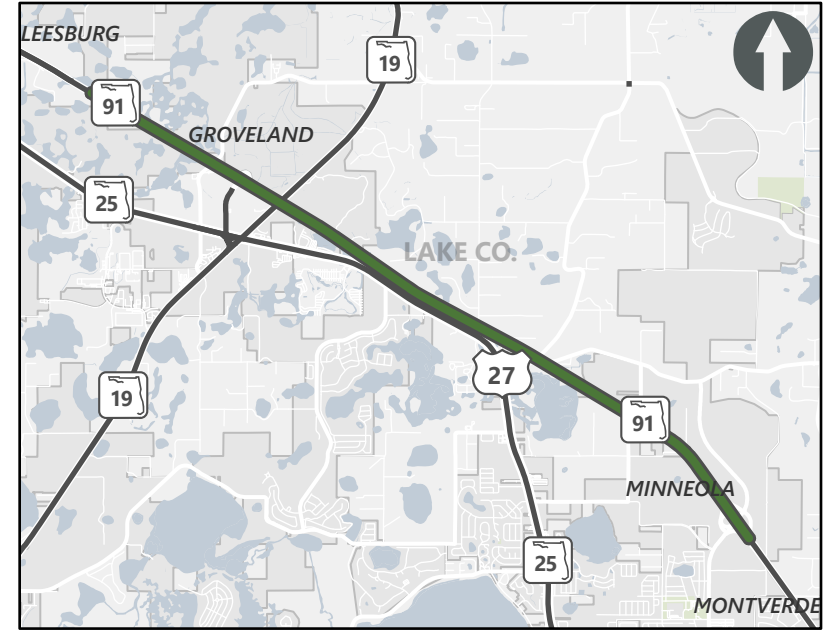 LEESBURG
19
91
GROVELAND
25
LAKE CO.
27
19
91
MINNEOLA
25
MONTVERDE